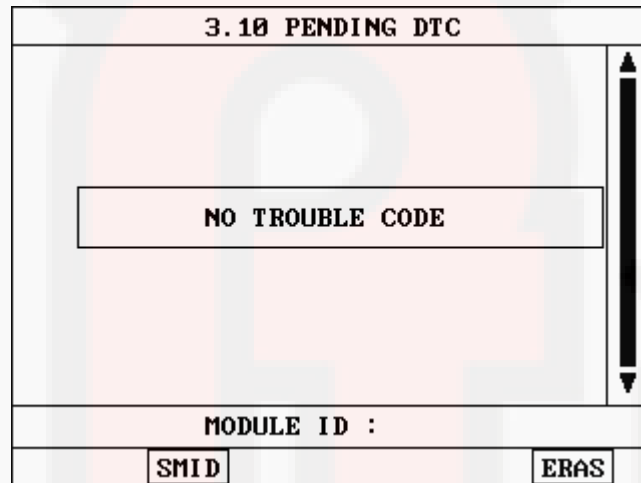 3.10 PENDING DTC
NO TROUBLE CODE
MODULE ID :
SMID ERAS